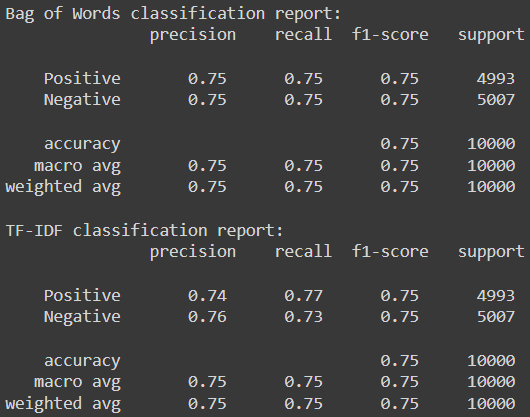 Bag of Words classification report:
precision recall f1-score support
Positive 0.75 0.75 0.75 4993
Negative 0.75 0.75 0.75 5007
accuracy 0.75 10000
macro avg 0.75 0.75 0.75 10000
weighted avg 0.75 0.75 0.75 10000
TF-IDF classification report:
precision recall f1-score support
Positive 0.74 0.77 0.75 4993
Negative 0.76 0.73 0.75 5007
accuracy 0.75 10000
macro avg 0.75 0.75 0.75 10000
weighted avg 0.75 0.75 0.75 10000